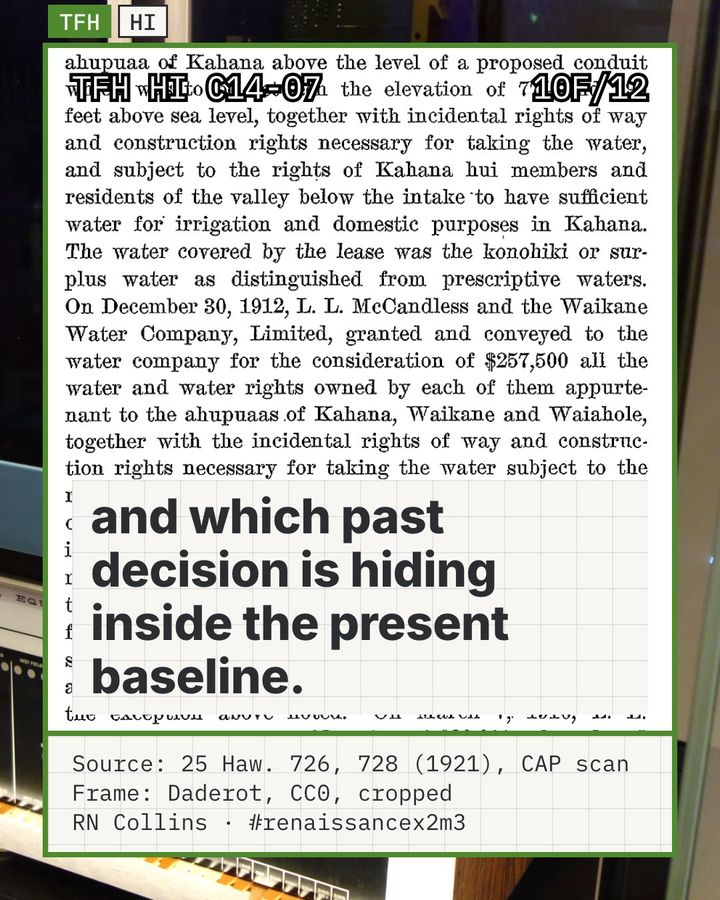 TFH HI
ahupuaa of Kahana above the level of a proposed conduit
TFH HI C14-07 10F/12
the elevation of
feet above sea level, together with incidental rights of way
and construction rights necessary for taking the water,
and subject to the rights of Kahana hui members and
residents of the valley below the intake to have sufficient
water for irrigation and domestic purposes in Kahana.
The water covered by the lease was the konohiki or sur-
plus water as distinguished from prescriptive waters.
On December 30, 1912, L. L. McCandless and the Waikane
Water Company, Limited, granted and conveyed to the
water company for the consideration of $257,500 all the
water and water rights owned by each of them appurte-
nant to the ahupuaas of Kahana, Waikane and Waiahole,
together with the incidental rights of way and construc-
tion rights necessary for taking the water subject to the
and which past
decision is hiding
inside the present
baseline.
the exception above noted. On March 7, 1910, L. L.
Source: 25 Haw. 726, 728 (1921), CAP scan
Frame: Daderot, CC0, cropped
RN Collins · #renaissancex2m3